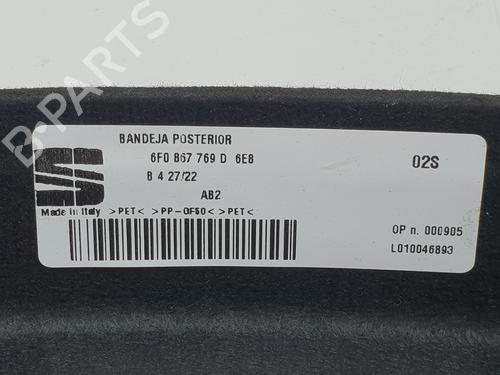 B-PARTS
BANDEJA POSTERIOR
6F0 867 769 D 6E8
B 4 27/22
02S
AB2
Made in Italy >PET< >PP-GF50< >PET<
OP n. 000905
L010046893